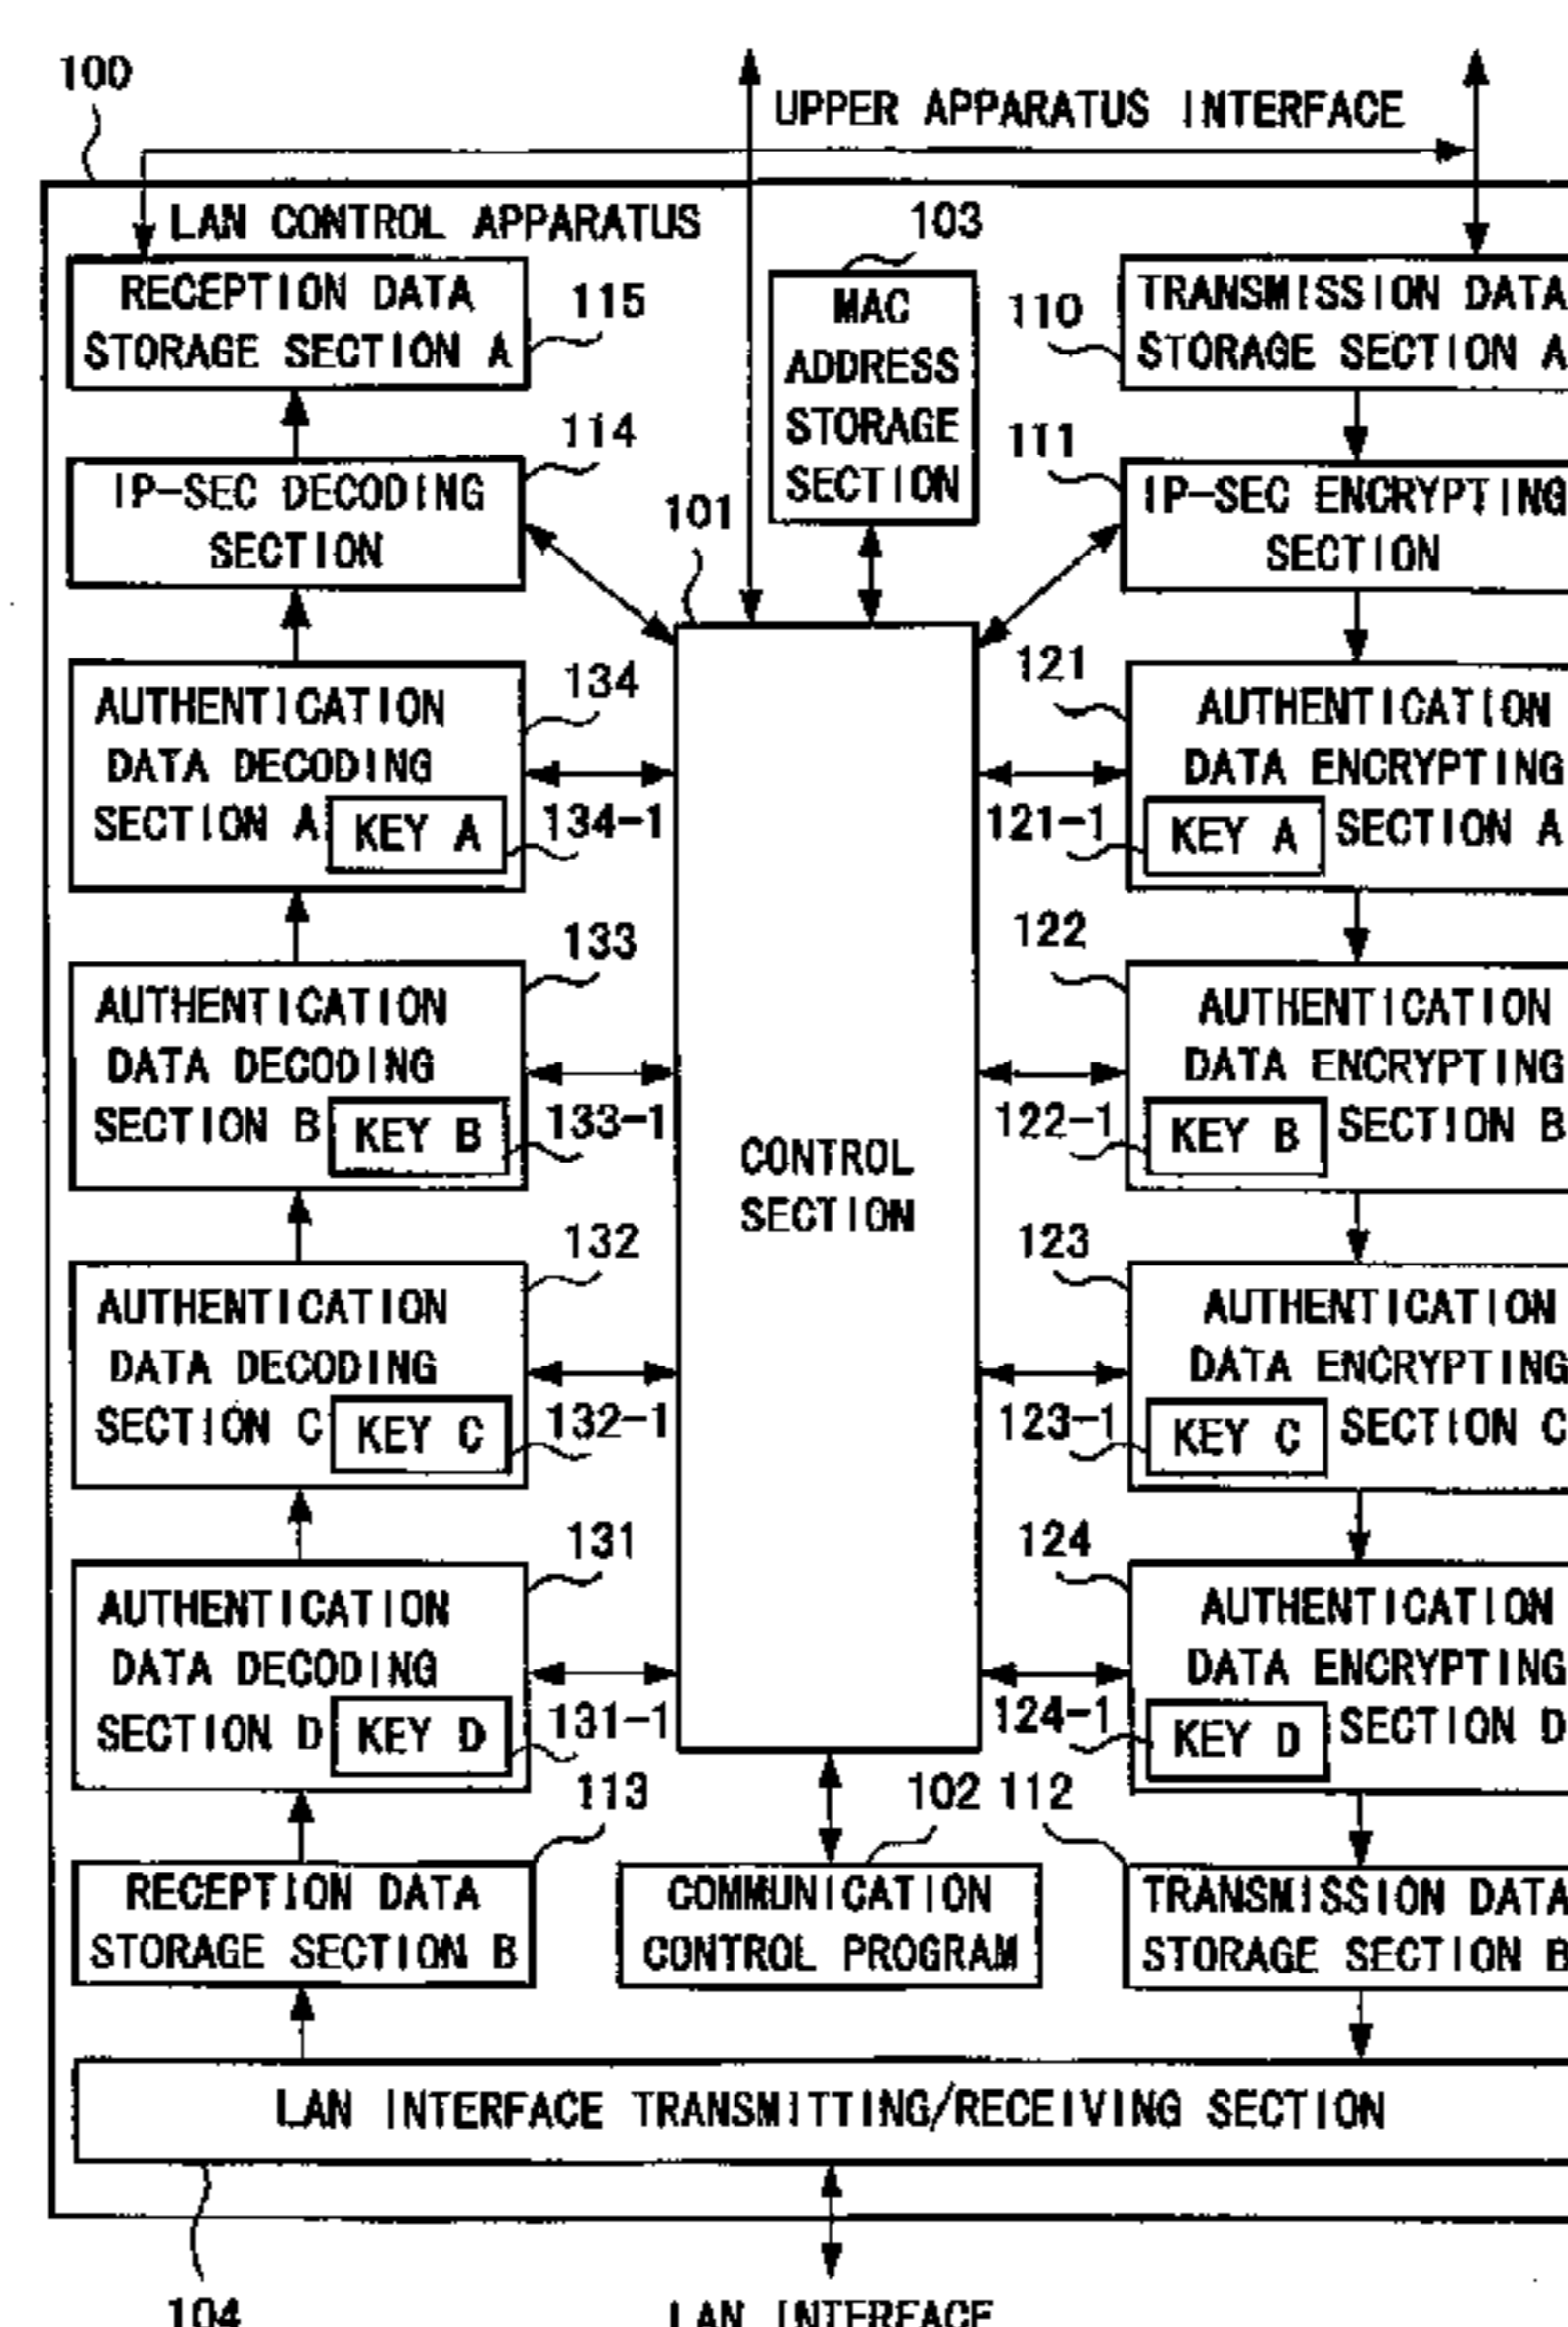 100
UPPER APPARATUS INTERFACE
LAN CONTROL APPARATUS
103
RECEPTION DATA
STORAGE SECTION A
115
MAC
ADDRESS
STORAGE
SECTION
110
TRANSMISSION DATA
STORAGE SECTION A
114
111
IP-SEC DECODING
SECTION
101
IP-SEC ENCRYPTING
SECTION
134
121
AUTHENTICATION
DATA DECODING
SECTION A
KEY A
134-1
121-1
AUTHENTICATION
DATA ENCRYPTING
SECTION A
KEY A
133
122
AUTHENTICATION
DATA DECODING
SECTION B
KEY B
133-1
CONTROL
SECTION
122-1
AUTHENTICATION
DATA ENCRYPTING
SECTION B
KEY B
132
123
AUTHENTICATION
DATA DECODING
SECTION C
KEY C
132-1
123-1
AUTHENTICATION
DATA ENCRYPTING
SECTION C
KEY C
131
124
AUTHENTICATION
DATA DECODING
SECTION D
KEY D
131-1
124-1
AUTHENTICATION
DATA ENCRYPTING
SECTION D
KEY D
113
102
112
RECEPTION DATA
STORAGE SECTION B
COMMUNICATION
CONTROL PROGRAM
TRANSMISSION DATA
STORAGE SECTION B
LAN INTERFACE TRANSMITTING/RECEIVING SECTION
104
LAN INTERFACE